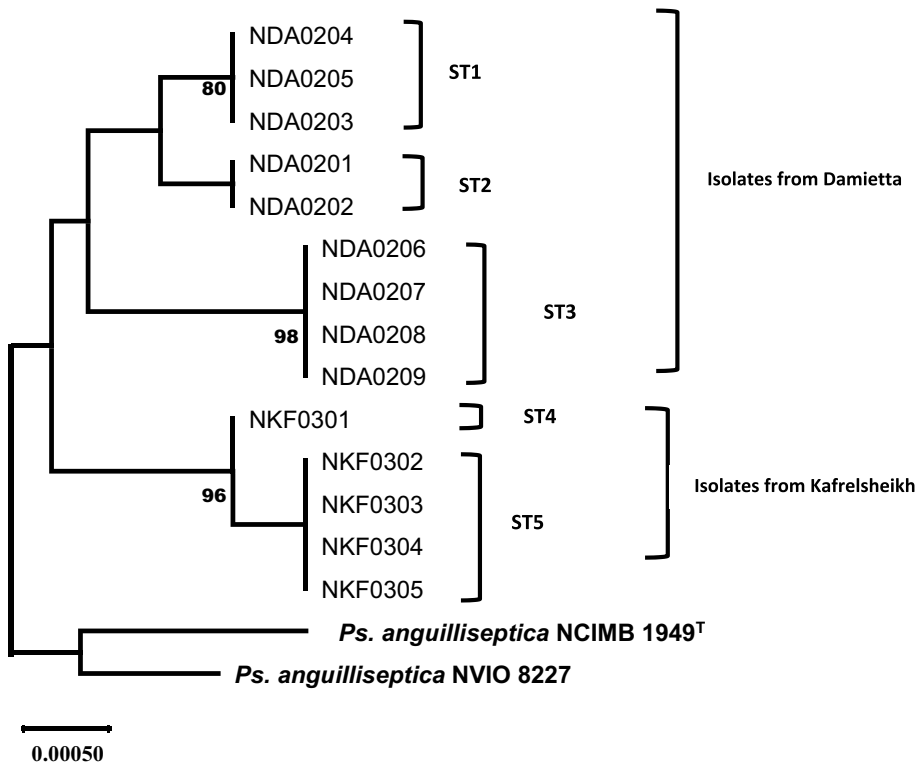 NDA0204
NDA0205
NDA0203
ST1
80
NDA0201
NDA0202
ST2
NDA0206
NDA0207
NDA0208
NDA0209
ST3
98
Isolates from Damietta
NKF0301
ST4
NKF0302
NKF0303
NKF0304
NKF0305
ST5
96
Isolates from Kafrelsheikh
Ps. anguilliseptica NCIMB 1949ᵀ
Ps. anguilliseptica NVIO 8227
0.00050